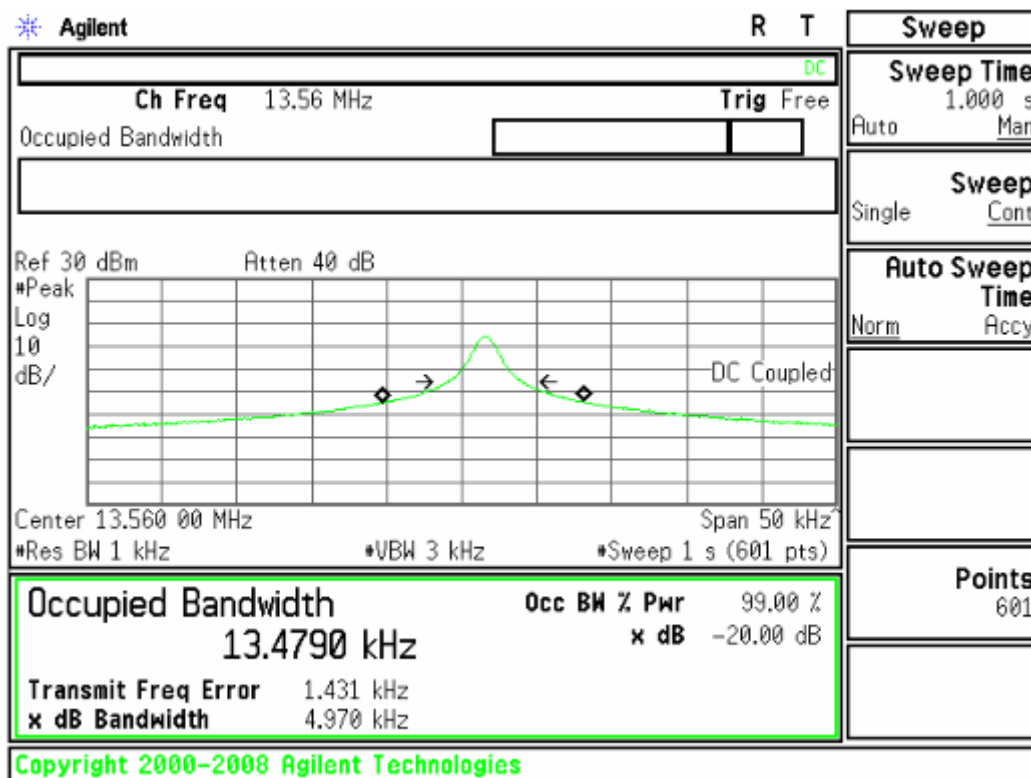 Agilent R T
DC
Ch Freq 13.56 MHz Trig Free
Occupied Bandwidth
Ref 30 dBm Atten 40 dB
#Peak
Log
10
dB/
DC Coupled
Center 13.560 00 MHz Span 50 kHz^
#Res BW 1 kHz #VBW 3 kHz #Sweep 1 s (601 pts)
Occupied Bandwidth Occ BW % Pwr 99.00 %
13.4790 kHz x dB -20.00 dB
Transmit Freq Error 1.431 kHz
x dB Bandwidth 4.970 kHz
Copyright 2000-2008 Agilent Technologies
Sweep
Sweep Time
1.000 s
Auto Man
Sweep
Single Cont
Auto Sweep
Time
Norm Accy
Points
601